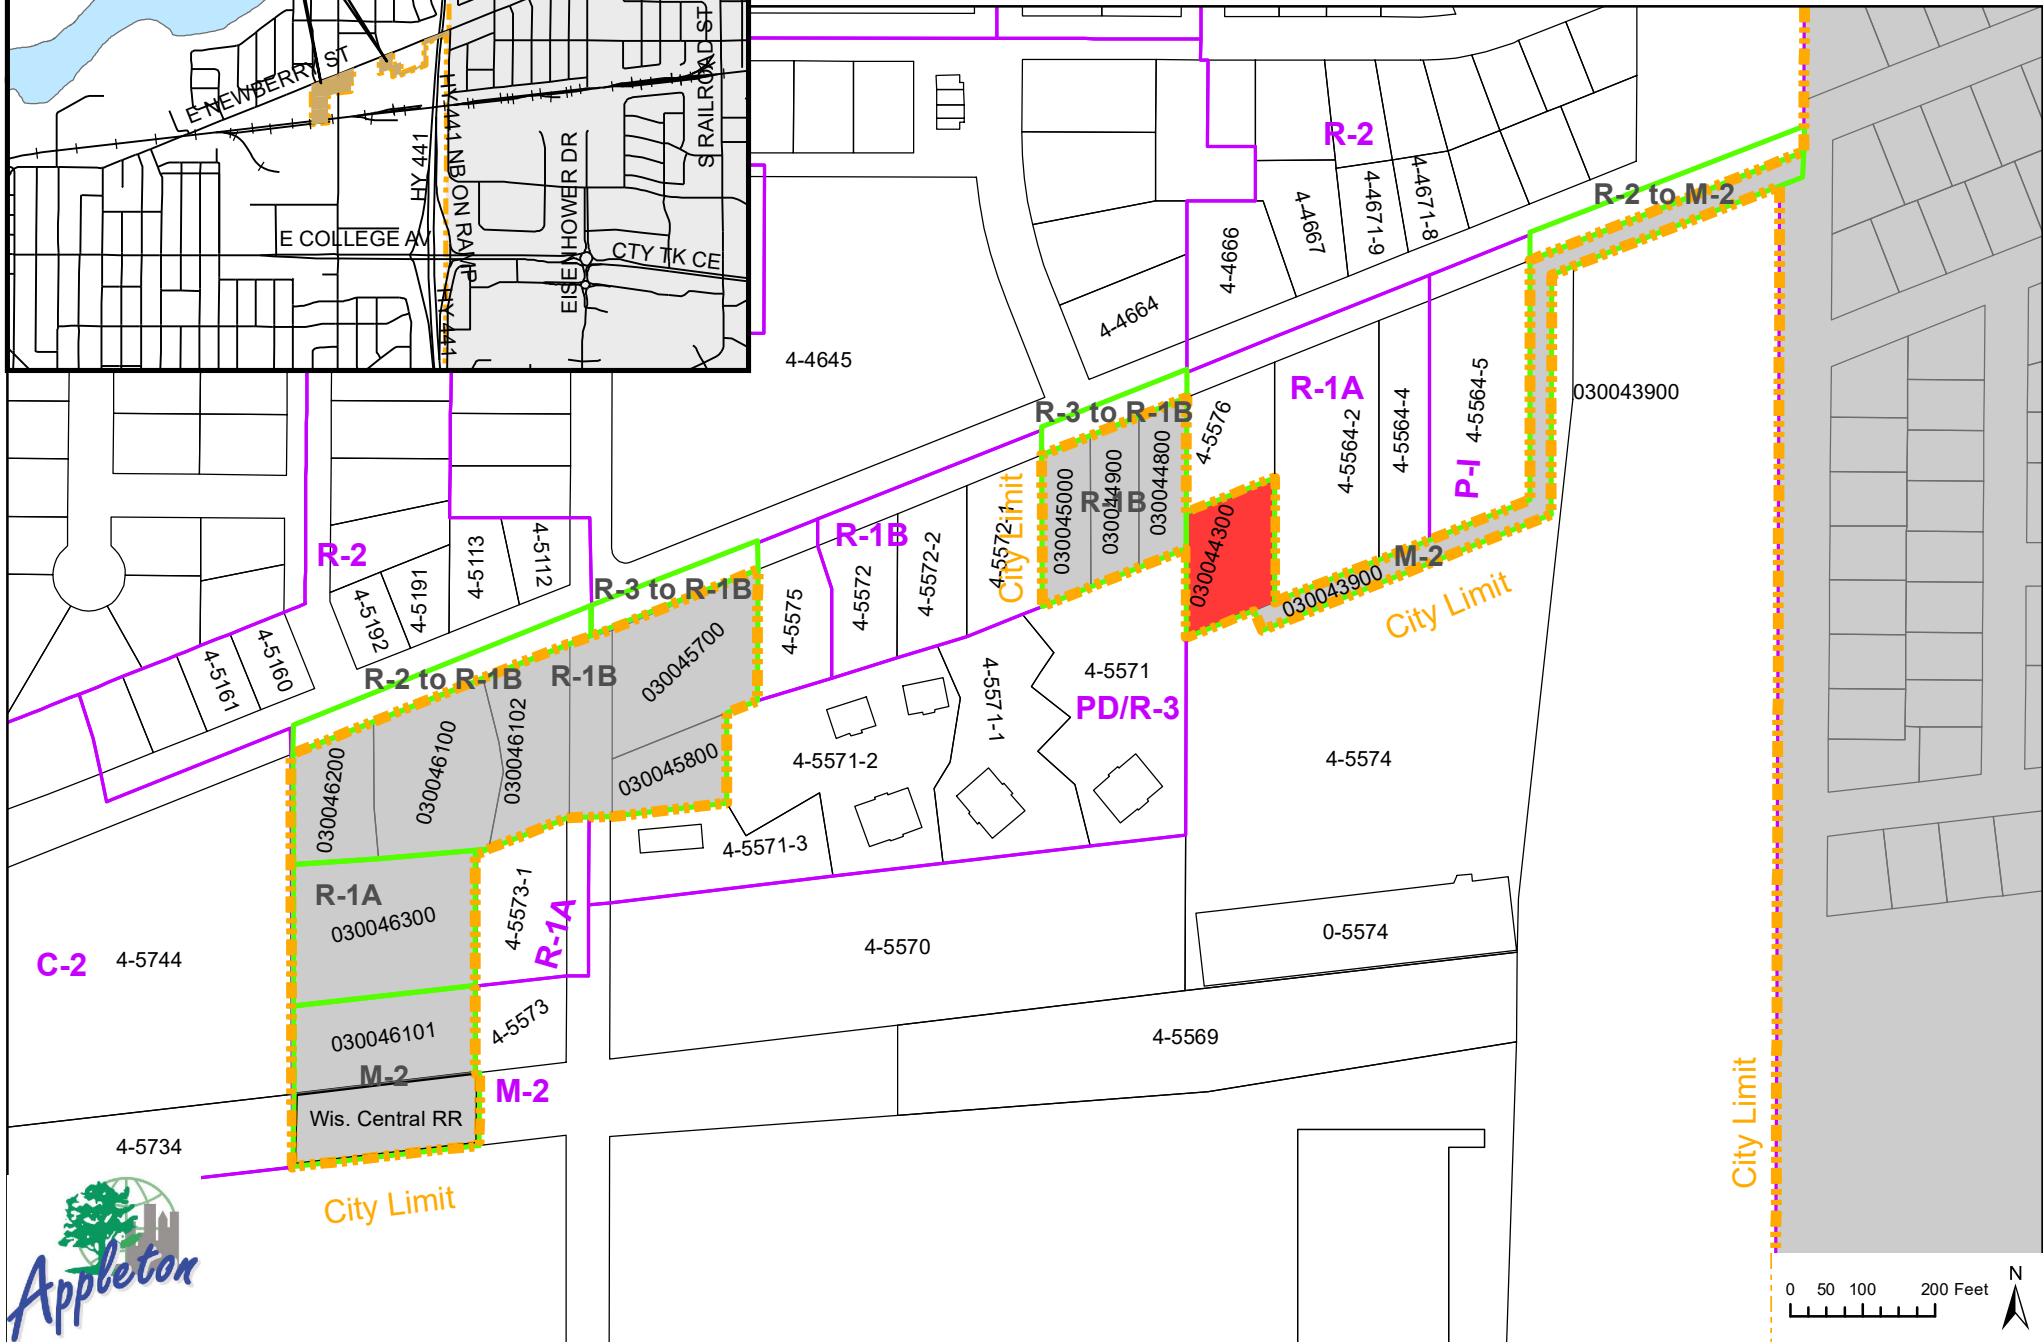 E NEWBERRY ST
HY 441
HY 441 NB ON RAMP
HY 441
S RAILROAD ST
EISENHOWER DR
E COLLEGE AV
CTY TK CE
R-2
4-4671-8
4-4671-9
4-4667
4-4666
4-4664
R-2 to M-2
4-4645
R-1A
4-5576
4-5564-2
4-5564-4
4-5564-5
P-I
030043900
R-3 to R-1B
030045000
030044900
030044800
R-1B
City Limit
030044300
030043900
M-2
City Limit
R-2
4-5192
4-5191
4-5113
4-5112
R-3 to R-1B
R-1B
4-5575
4-5572
4-5572-2
4-5572-1
4-5161
4-5160
R-2 to R-1B
R-1B
030045700
030045800
030046200
030046100
030046102
4-5571
4-5571-1
PD/R-3
4-5571-2
4-5571-3
4-5574
R-1A
030046300
4-5573-1
R-1A
C-2
4-5744
4-5570
0-5574
030046101
4-5573
4-5569
M-2
M-2
Wis. Central RR
4-5734
City Limit
City Limit
Appleton
0 50 100 200 Feet
N